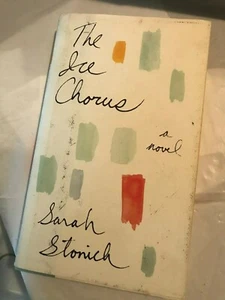 The
Ice
Chorus
a
novel
Sarah
Stonich